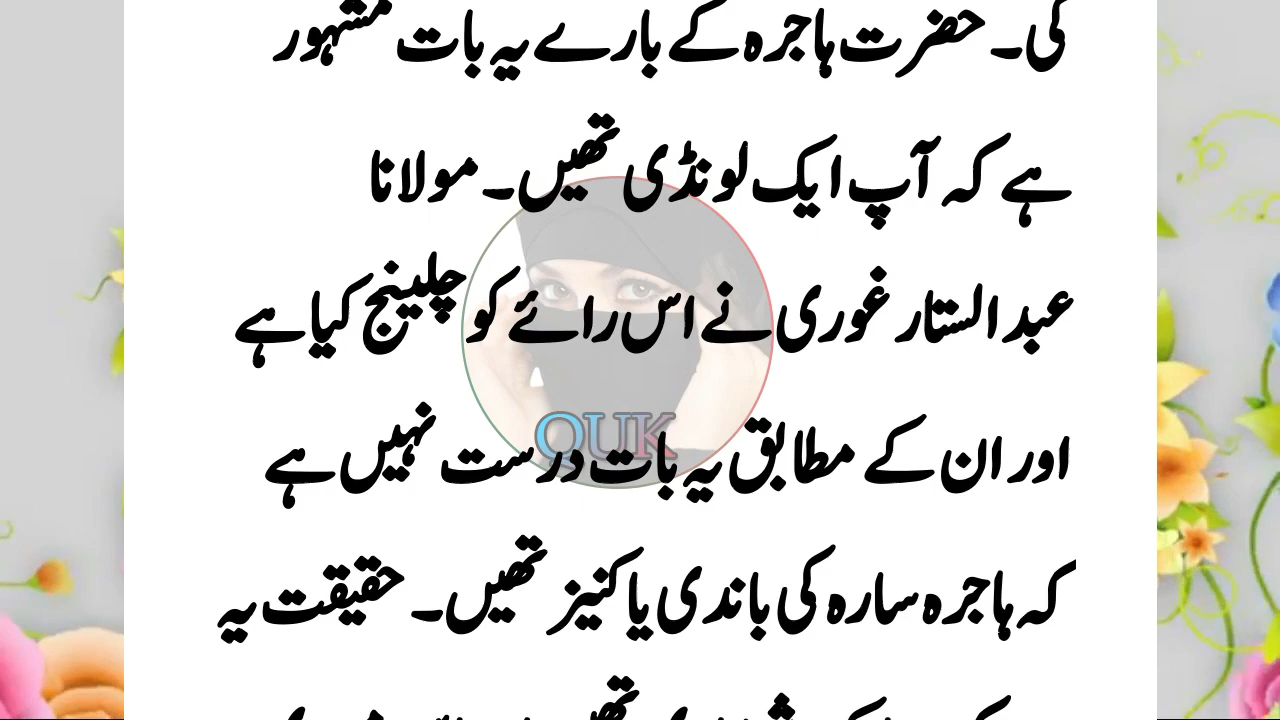 کی۔ حضرت ہاجرہ کے بارے یہ بات مشہور
ہے کہ آپ ایک لونڈی تھیں۔ مولانا
عبدالستار غوری نے اس رائے کو چیلینج کیا ہے
اور ان کے مطابق یہ بات درست نہیں ہے
کہ ہاجرہ سارہ کی باندی یا کنیز تھیں۔ حقیقت یہ
QUK